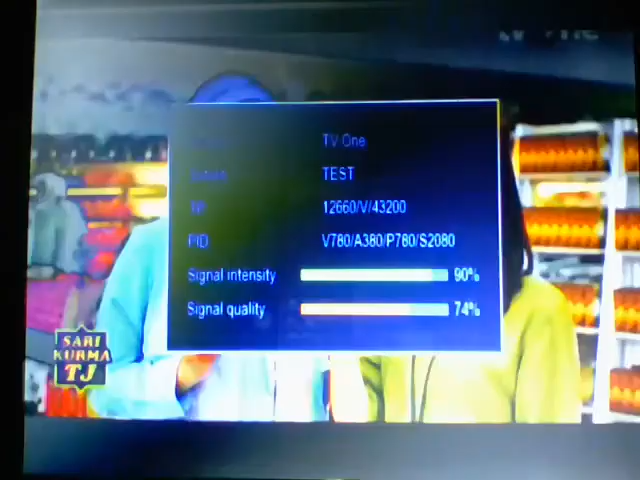 TV One
TEST
TP 12660/V/43200
PID V780/A380/P780/S2080
Signal intensity 90%
Signal quality 74%
SARI
KURMA
TJ